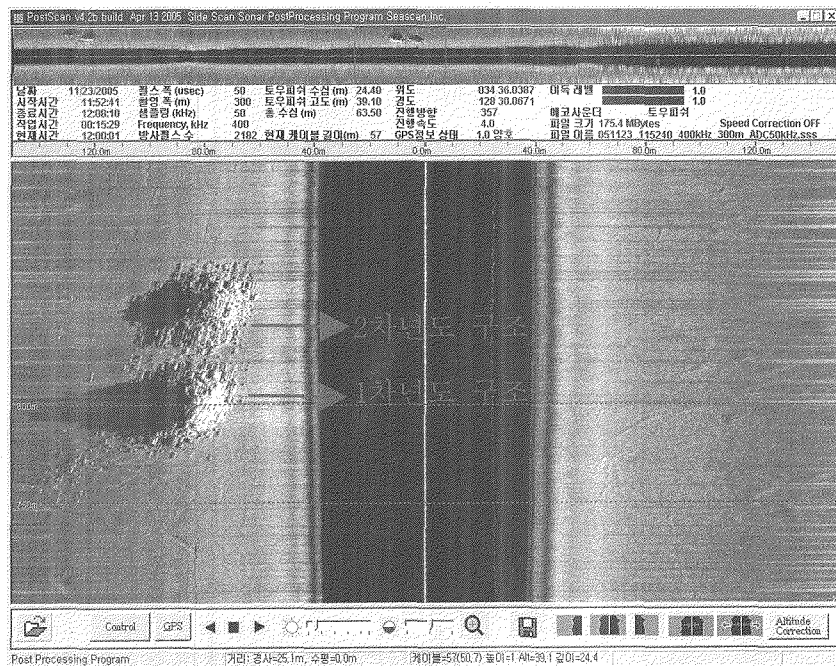 PostScan v4,2b build Apr 13 2005 Side Scan Sonar PostProcessing Program Seascan,Inc,
날짜 11/23/2005 펄스 폭 (usec) 50 토우피쉬 수심 (m) 24.40 위도 034 36.0387 이득 레벨 1.0
시작시간 11:52:41 촬영 폭 (m) 300 토우피쉬 고도 (m) 39.10 경도 128 30.0671 1.0
종료시간 12:08:10 샘플링 (kHz) 50 총 수심 (m) 63.50 진행방향 357 에코사운더 토우피쉬
작업시간 00:15:29 Frequency, kHz 400 진행속도 4.0 파일 크기 175.4 MBytes Speed Correction OFF
현재시간 12:00:01 방사펄스 수 2182 현재 케이블 길이(m) 57 GPS정보 상태 1.0 양호 파일 이름 051123_115240_400kHz_300m_ADC50kHz.sss
120.0m 80.0m 40.0m 0.0m 40.0m 80.0m 120.0m
2차년도 구조
1차년도 구조
Control GPS Altitude Correction
Post Processing Program 거리: 경사=25,1m, 수평=0,0m 케이블=57(50,7) 높이=1 Alt=39,1 깊이=24,4